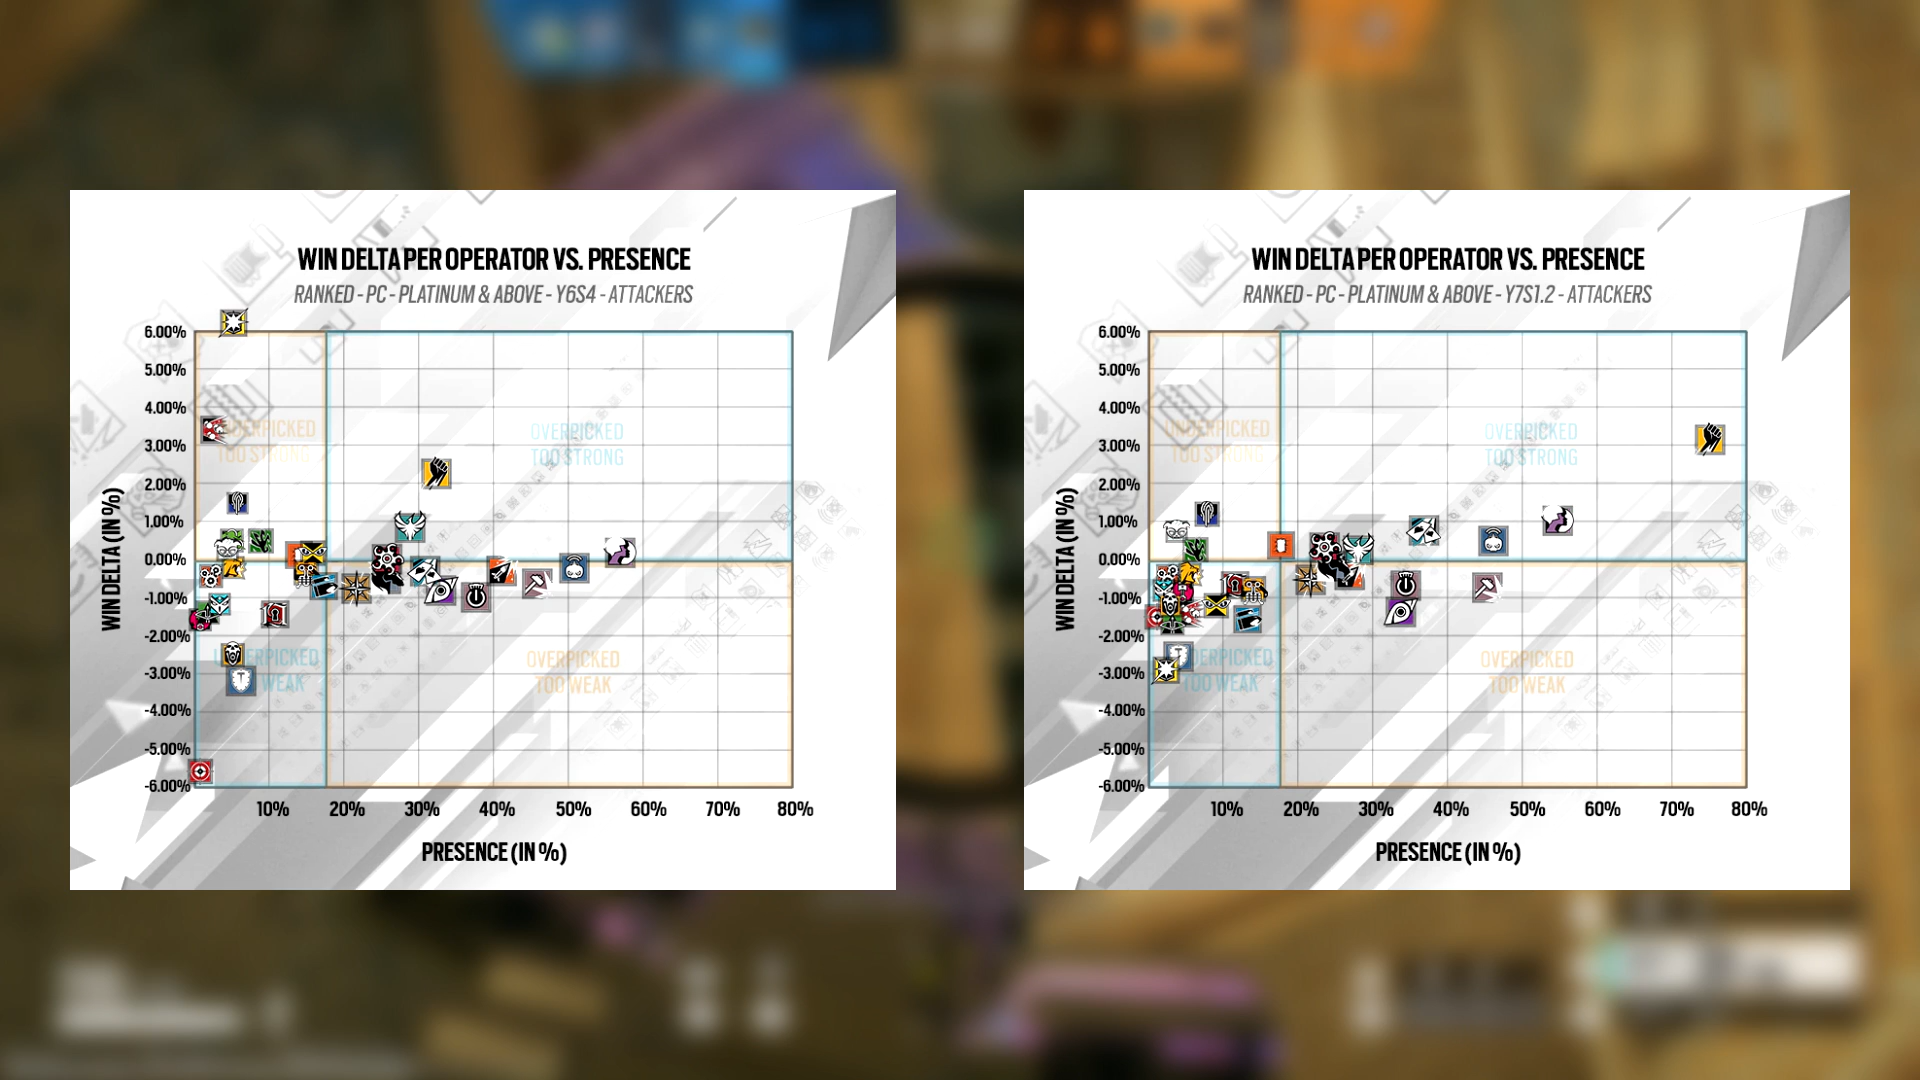 WIN DELTA PER OPERATOR VS. PRESENCE
RANKED - PC - PLATINUM & ABOVE - Y6S4 - ATTACKERS
6.00%
5.00%
4.00%
3.00%
2.00%
1.00%
0.00%
-1.00%
-2.00%
-3.00%
-4.00%
-5.00%
-6.00%
WIN DELTA (IN %)
TOO STRONG
OVERPICKED
TOO STRONG
WEAK
OVERPICKED
TOO WEAK
10% 20% 30% 40% 50% 60% 70% 80%
PRESENCE (IN %)
WIN DELTA PER OPERATOR VS. PRESENCE
RANKED - PC - PLATINUM & ABOVE - Y7S1.2 - ATTACKERS
6.00%
5.00%
4.00%
3.00%
2.00%
1.00%
0.00%
-1.00%
-2.00%
-3.00%
-4.00%
-5.00%
-6.00%
WIN DELTA (IN %)
UNDERPICKED
TOO STRONG
OVERPICKED
TOO STRONG
TOO WEAK
OVERPICKED
TOO WEAK
10% 20% 30% 40% 50% 60% 70% 80%
PRESENCE (IN %)